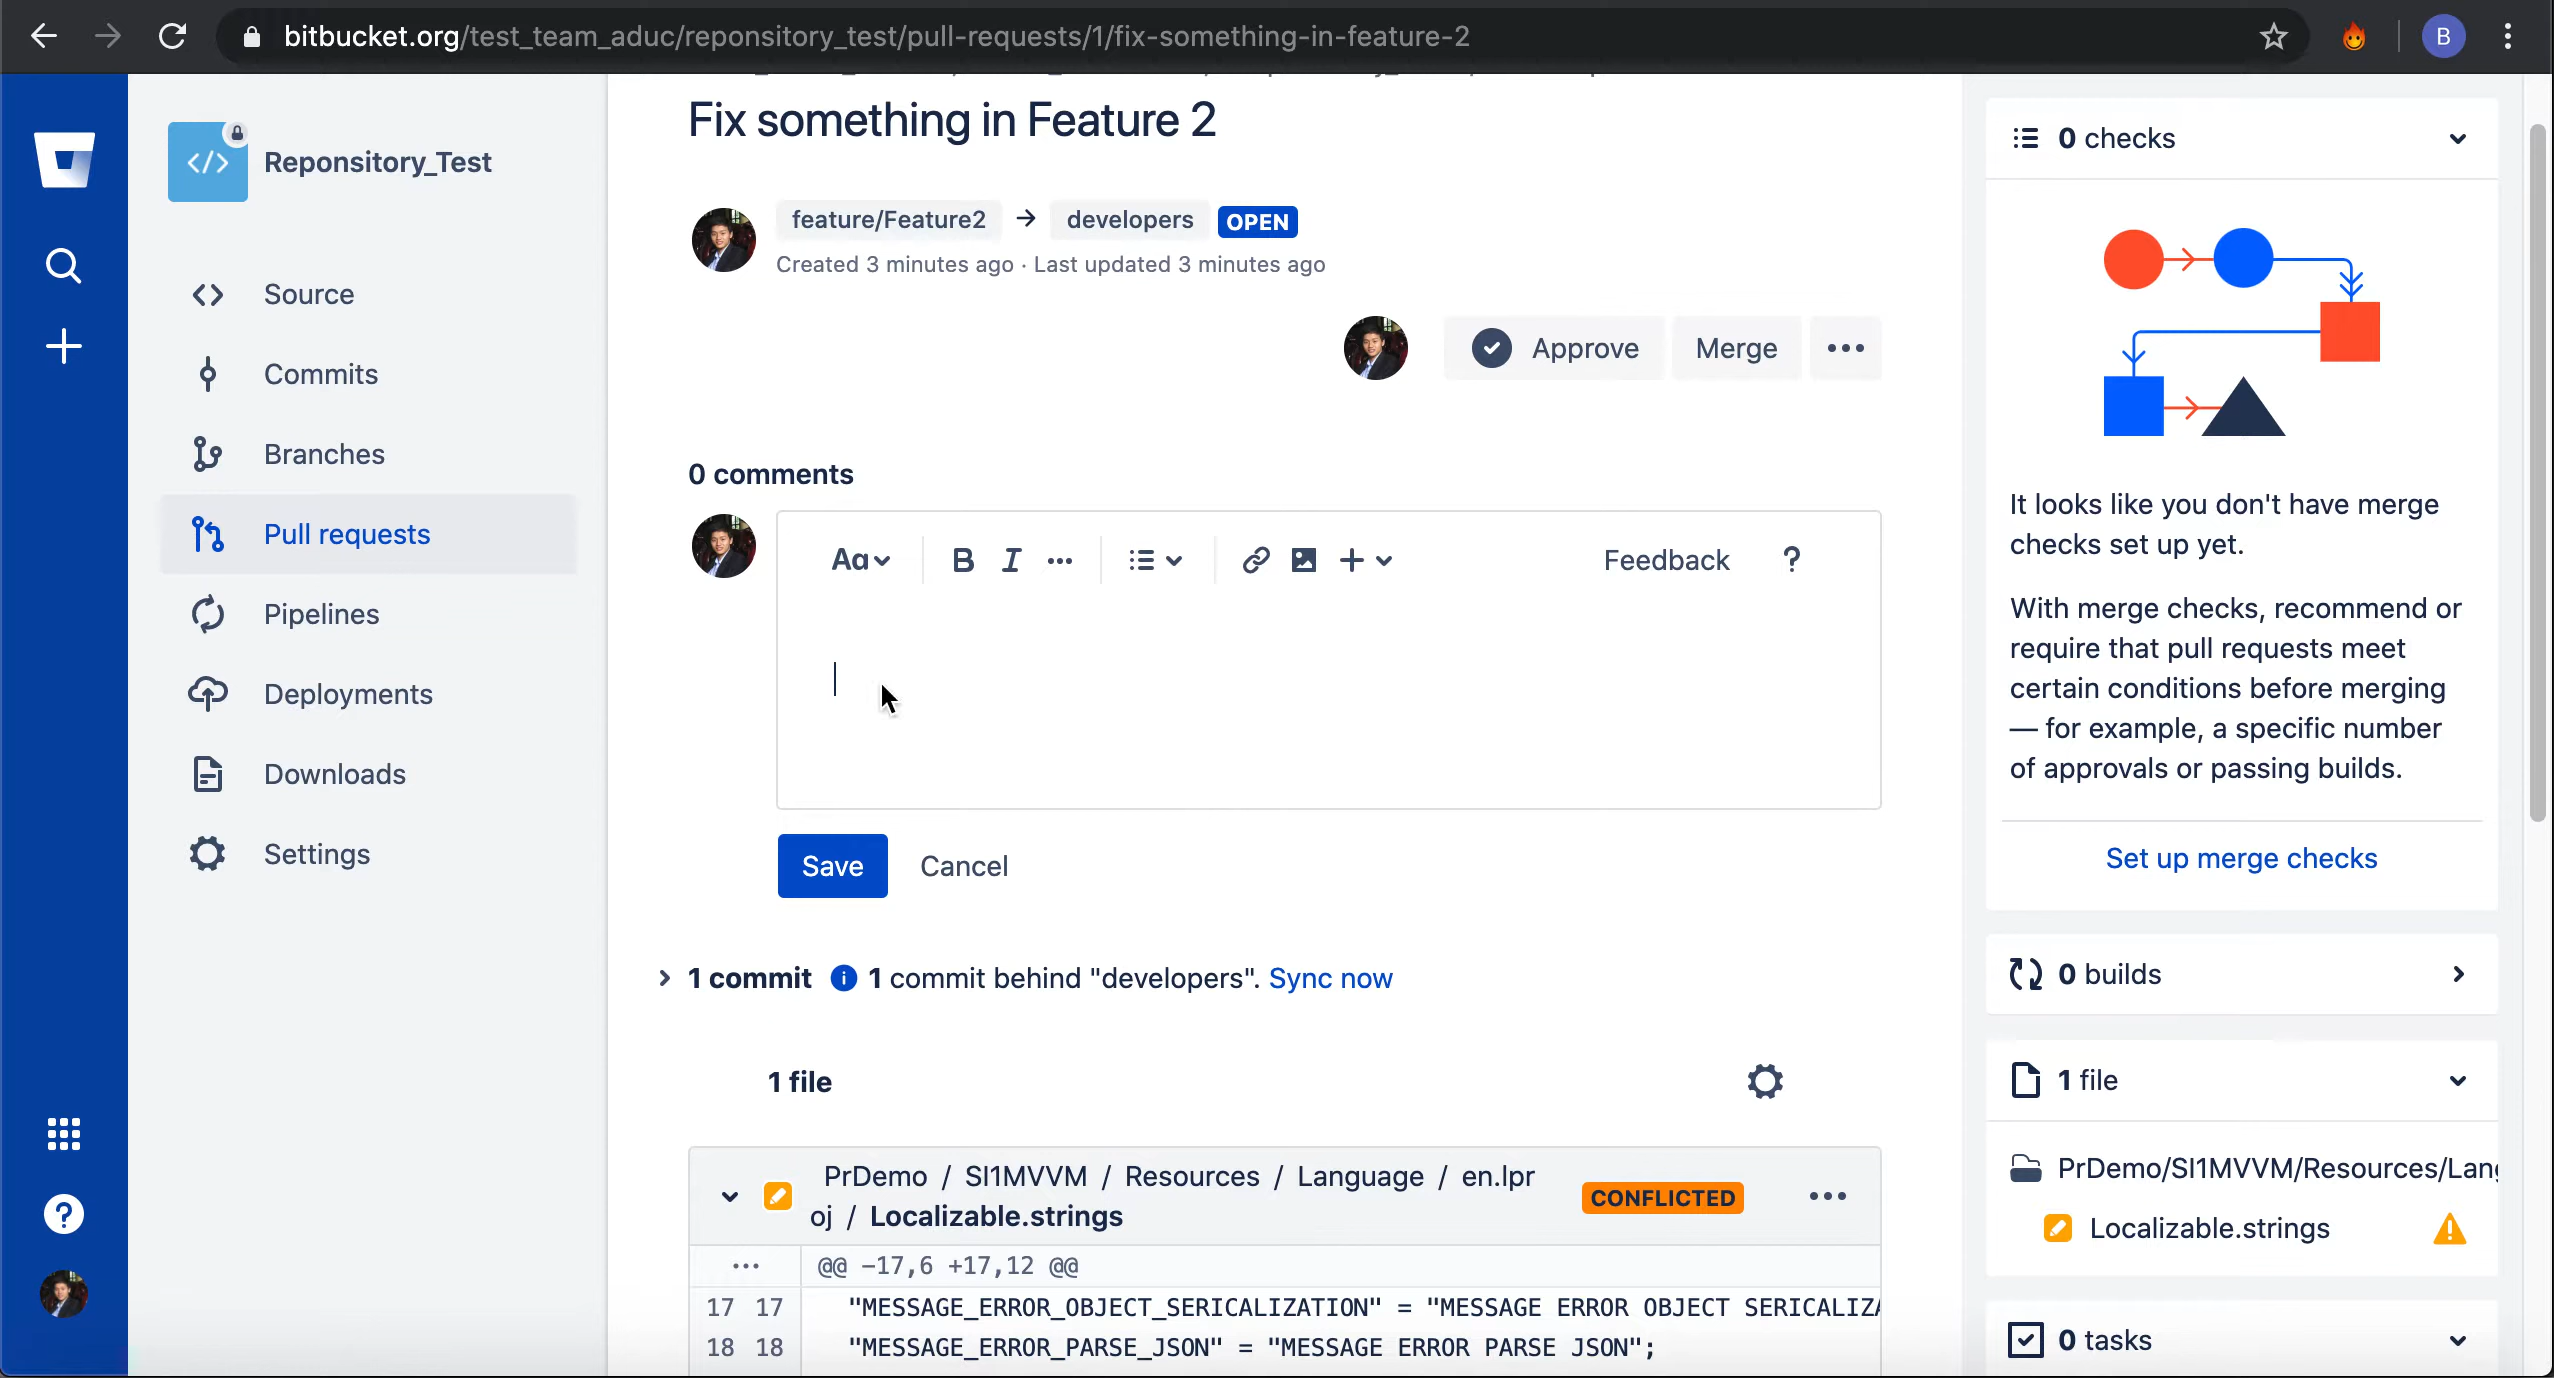 bitbucket.org/test_team_aduc/reponsitory_test/pull-requests/1/fix-something-in-feature-2
B
Reponsitory_Test
Source
Commits
Branches
Pull requests
Pipelines
Deployments
Downloads
Settings
Fix something in Feature 2
feature/Feature2 → developers OPEN
Created 3 minutes ago · Last updated 3 minutes ago
Approve
Merge
0 comments
Aa B I Feedback ?
Save
Cancel
1 commit 1 commit behind "developers". Sync now
1 file
PrDemo / SI1MVVM / Resources / Language / en.lpr
oj / Localizable.strings
CONFLICTED
@@ -17,6 +17,12 @@
17 17 "MESSAGE_ERROR_OBJECT_SERICALIZATION" = "MESSAGE ERROR OBJECT SERICALIZA
18 18 "MESSAGE_ERROR_PARSE_JSON" = "MESSAGE ERROR PARSE JSON";
0 checks
It looks like you don't have merge
checks set up yet.
With merge checks, recommend or
require that pull requests meet
certain conditions before merging
— for example, a specific number
of approvals or passing builds.
Set up merge checks
0 builds
1 file
PrDemo/SI1MVVM/Resources/Lang
Localizable.strings
0 tasks